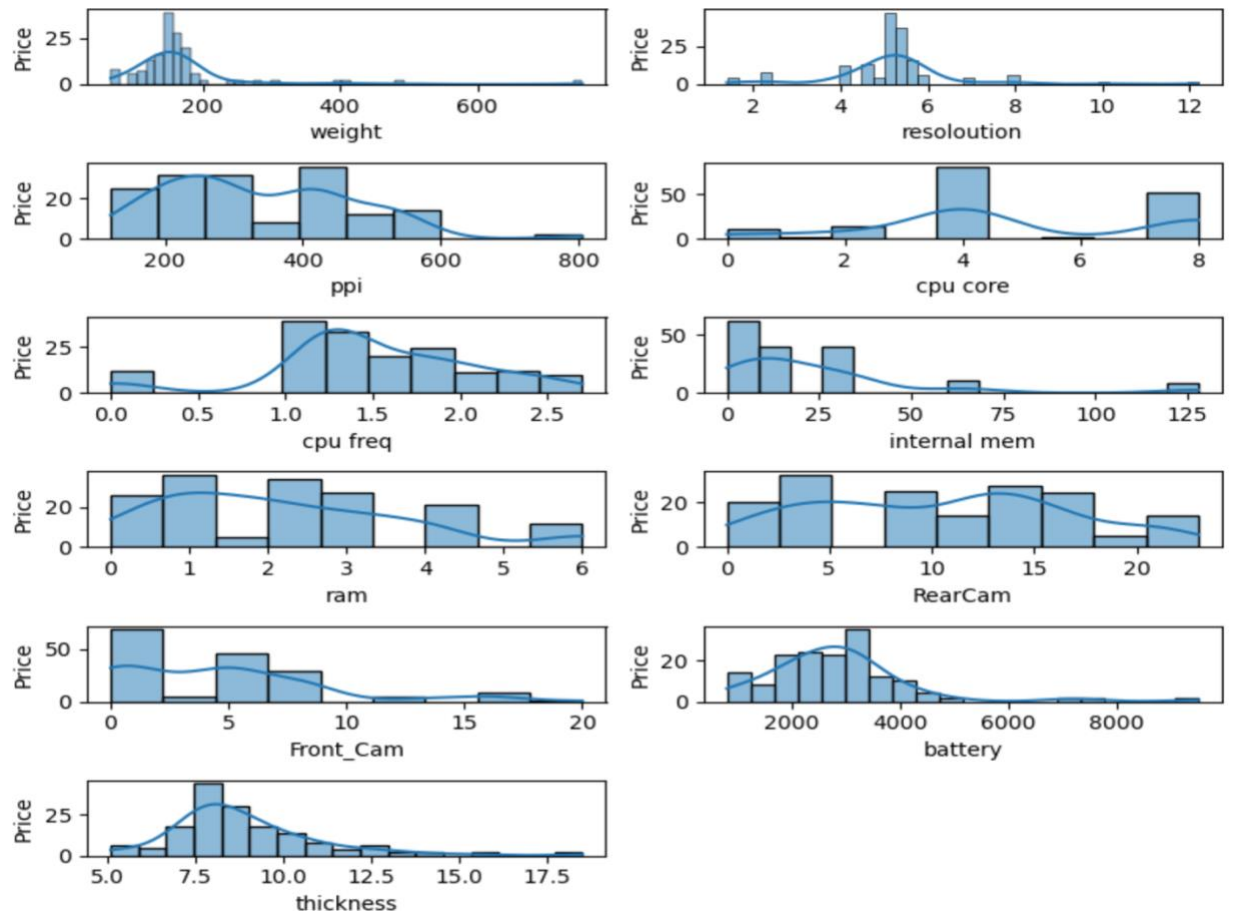 Price
25
0
200 400 600
weight
Price
25
0
2 4 6 8 10 12
resoloution
Price
20
0
200 400 600 800
ppi
Price
50
0
0 2 4 6 8
cpu core
Price
25
0
0.0 0.5 1.0 1.5 2.0 2.5
cpu freq
Price
50
0
0 25 50 75 100 125
internal mem
Price
20
0
0 1 2 3 4 5 6
ram
Price
20
0
0 5 10 15 20
RearCam
Price
50
0
0 5 10 15 20
Front_Cam
Price
20
0
2000 4000 6000 8000
battery
Price
25
0
5.0 7.5 10.0 12.5 15.0 17.5
thickness